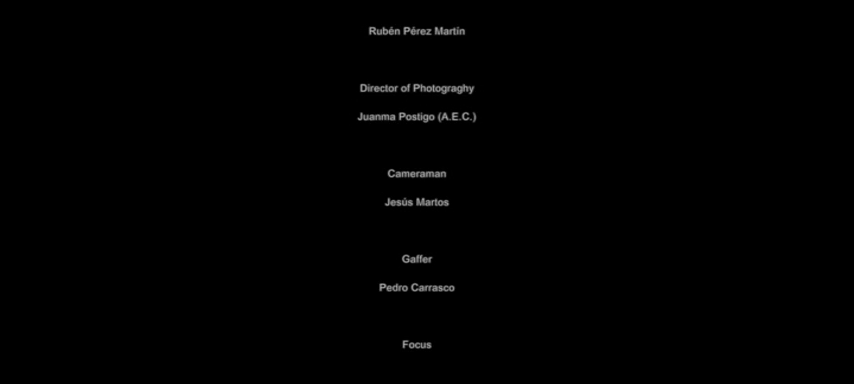 Rubén Pérez Martín
Director of Photograghy
Juanma Postigo (A.E.C.)
Cameraman
Jesús Martos
Gaffer
Pedro Carrasco
Focus